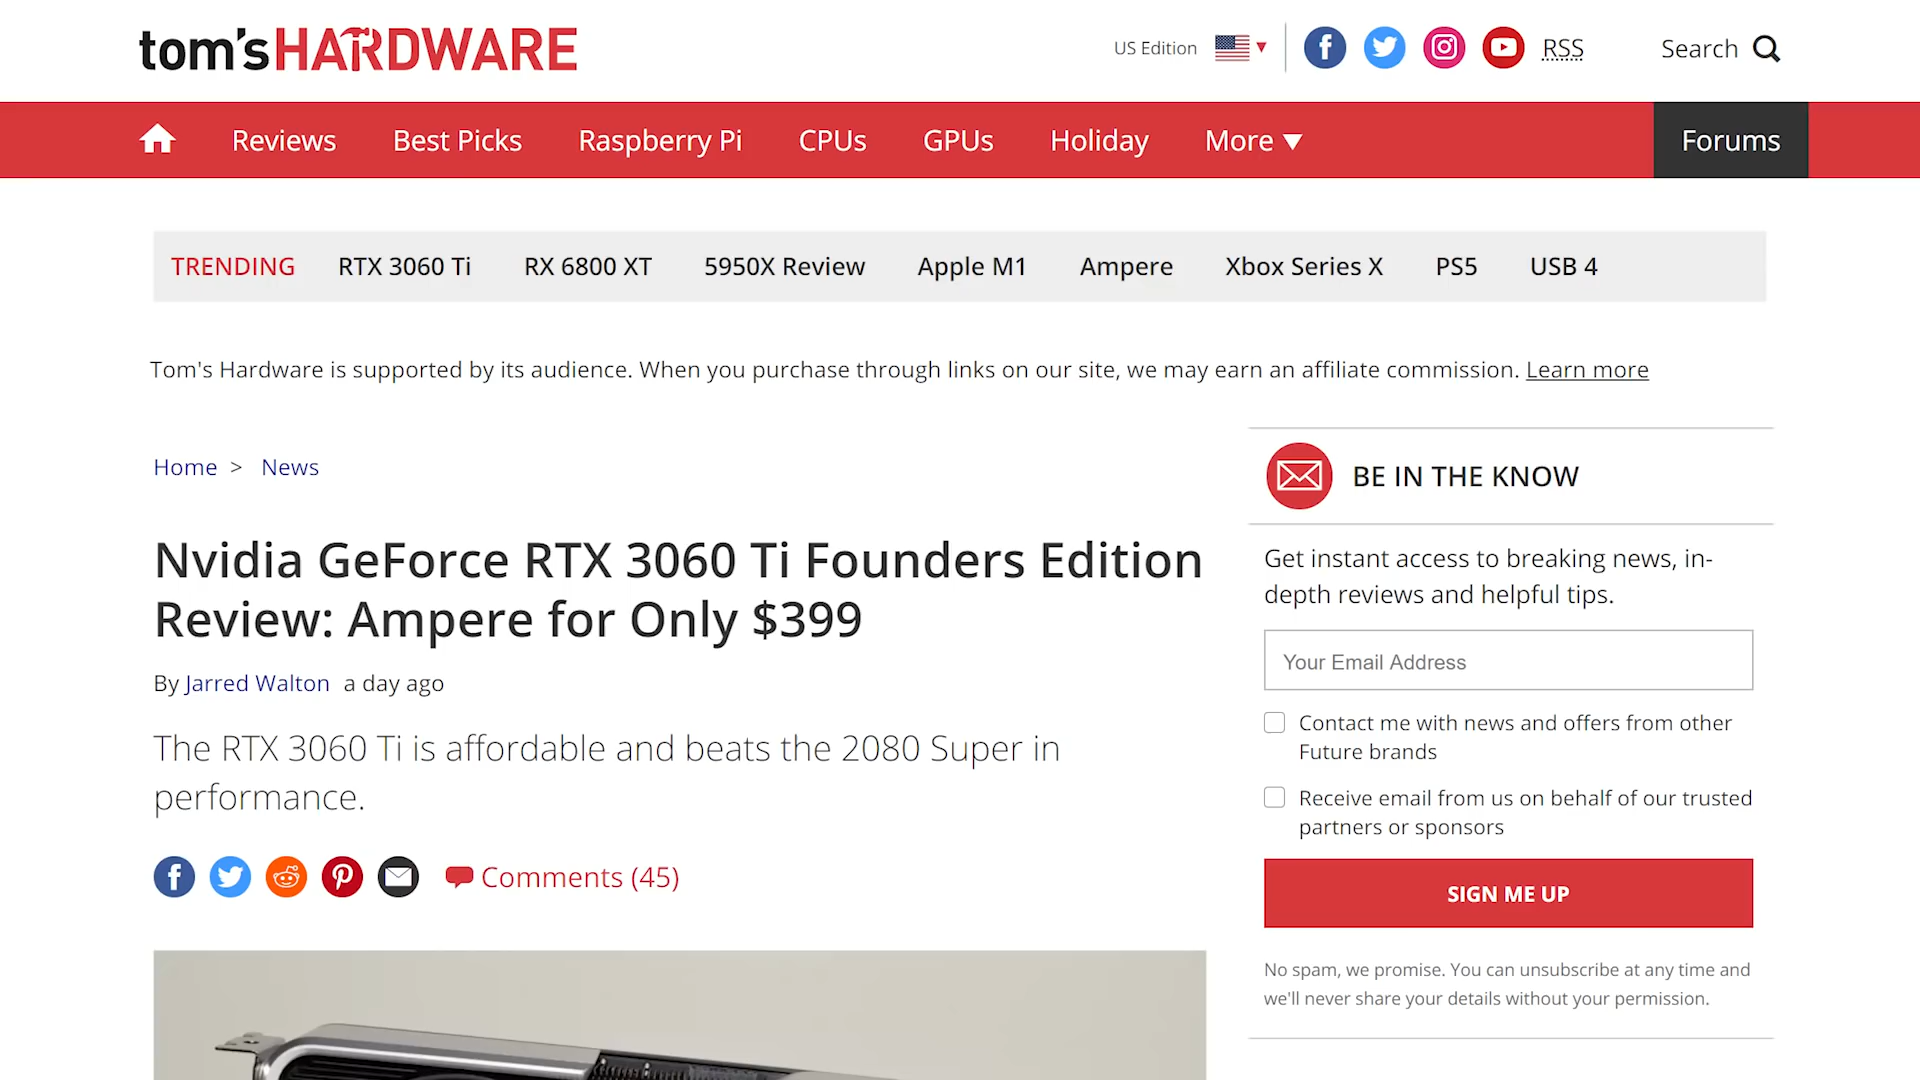 tom'sHARDWARE
US Edition
RSS
Search
Reviews
Best Picks
Raspberry Pi
CPUs
GPUs
Holiday
More
Forums
TRENDING
RTX 3060 Ti
RX 6800 XT
5950X Review
Apple M1
Ampere
Xbox Series X
PS5
USB 4
Tom's Hardware is supported by its audience. When you purchase through links on our site, we may earn an affiliate commission. Learn more
Home > News
Nvidia GeForce RTX 3060 Ti Founders Edition
Review: Ampere for Only $399
By Jarred Walton a day ago
The RTX 3060 Ti is affordable and beats the 2080 Super in
performance.
Comments (45)
BE IN THE KNOW
Get instant access to breaking news, in-
depth reviews and helpful tips.
Your Email Address
Contact me with news and offers from other
Future brands
Receive email from us on behalf of our trusted
partners or sponsors
SIGN ME UP
No spam, we promise. You can unsubscribe at any time and
we'll never share your details without your permission.